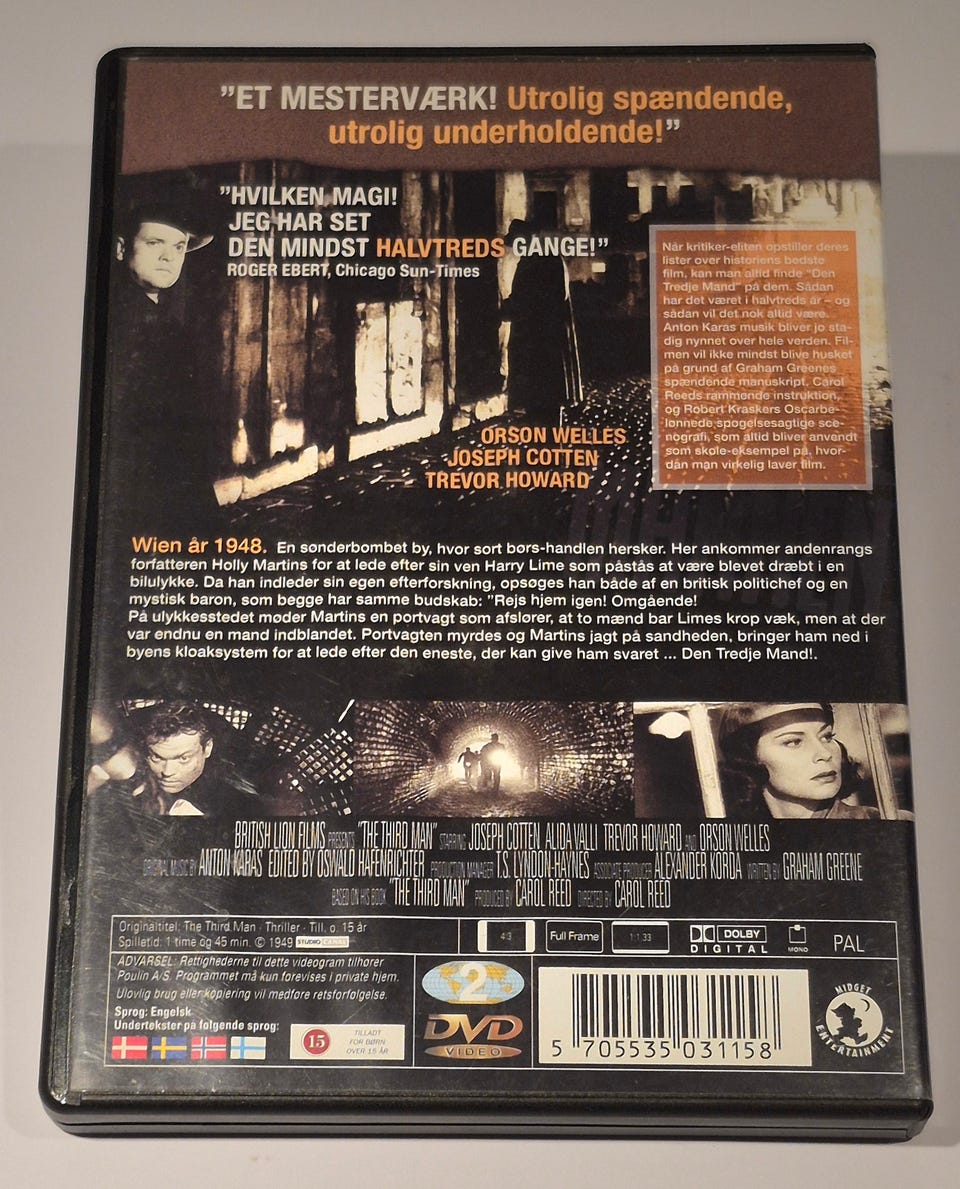 ”ET MESTERVÆRK! Utrolig spændende,
utrolig underholdende!”
”HVILKEN MAGI!
JEG HAR SET
DEN MINDST HALVTREDS GANGE!”
ROGER EBERT, Chicago Sun-Times
Når kritiker-eliten opstiller deres
lister over historiens bedste
film, kan man altid finde ”Den
Tredje Mand” på dem. Sådan
har det været i halvtreds år – og
sådan vil det nok altid være.
Anton Karas musik bliver jo sta-
dig nynnet over hele verden. Fil-
men vil ikke mindst blive husket
på grund af Graham Greenes
spændende manuskript, Carol
Reeds rammende instruktion,
og Robert Kraskers Oscarbe-
lønnede spøgelsesagtige sce-
nografi, som altid bliver anvendt
som skole-eksempel på, hvor-
dan man virkelig laver film.
ORSON WELLES
JOSEPH COTTEN
TREVOR HOWARD
Wien år 1948. En sønderbombet by, hvor sort børs-handlen hersker. Her ankommer andenrangs
forfatteren Holly Martins for at lede efter sin ven Harry Lime som påstås at være blevet dræbt i en
bilulykke. Da han indleder sin egen efterforskning, opsøges han både af en britisk politichef og en
mystisk baron, som begge har samme budskab: ”Rejs hjem igen! Omgående!
På ulykkesstedet møder Martins en portvagt som afslører, at to mænd bar Limes krop væk, men at der
var endnu en mand indblandet. Portvagten myrdes og Martins jagt på sandheden, bringer ham ned i
byens kloaksystem for at lede efter den eneste, der kan give ham svaret ... Den Tredje Mand!.
BRITISH LION FILMS PRESENTS "THE THIRD MAN" STARRING JOSEPH COTTEN ALIDA VALLI TREVOR HOWARD AND ORSON WELLES
ORIGINAL MUSIC BY ANTON KARAS EDITED BY OSWALD HAFENRICHTER PRODUCTION MANAGER T.S. LYNDON-HAYNES ASSOCIATE PRODUCER ALEXANDER KORDA WRITTEN BY GRAHAM GREENE
BASED ON HIS BOOK "THE THIRD MAN" PRODUCED BY CAROL REED DIRECTED BY CAROL REED
Originaltitel: The Third Man · Thriller · Till. o. 15 år
Spilletid: 1 time og 45 min. © 1949 STUDIO CANAL
4:3
Full Frame
1:1.33
DOLBY
DIGITAL
MONO
PAL
ADVARSEL: Rettighederne til dette videogram tilhører
Poulin A/S. Programmet må kun forevises i private hjem.
Ulovlig brug eller kopiering vil medføre retsforfølgelse.
Sprog: Engelsk
Undertekster på følgende sprog:
15
TILLADT
FOR BØRN
OVER 15 ÅR
2
DVD
VIDEO
5 705535 031158
MIDGET
ENTERTAINMENT